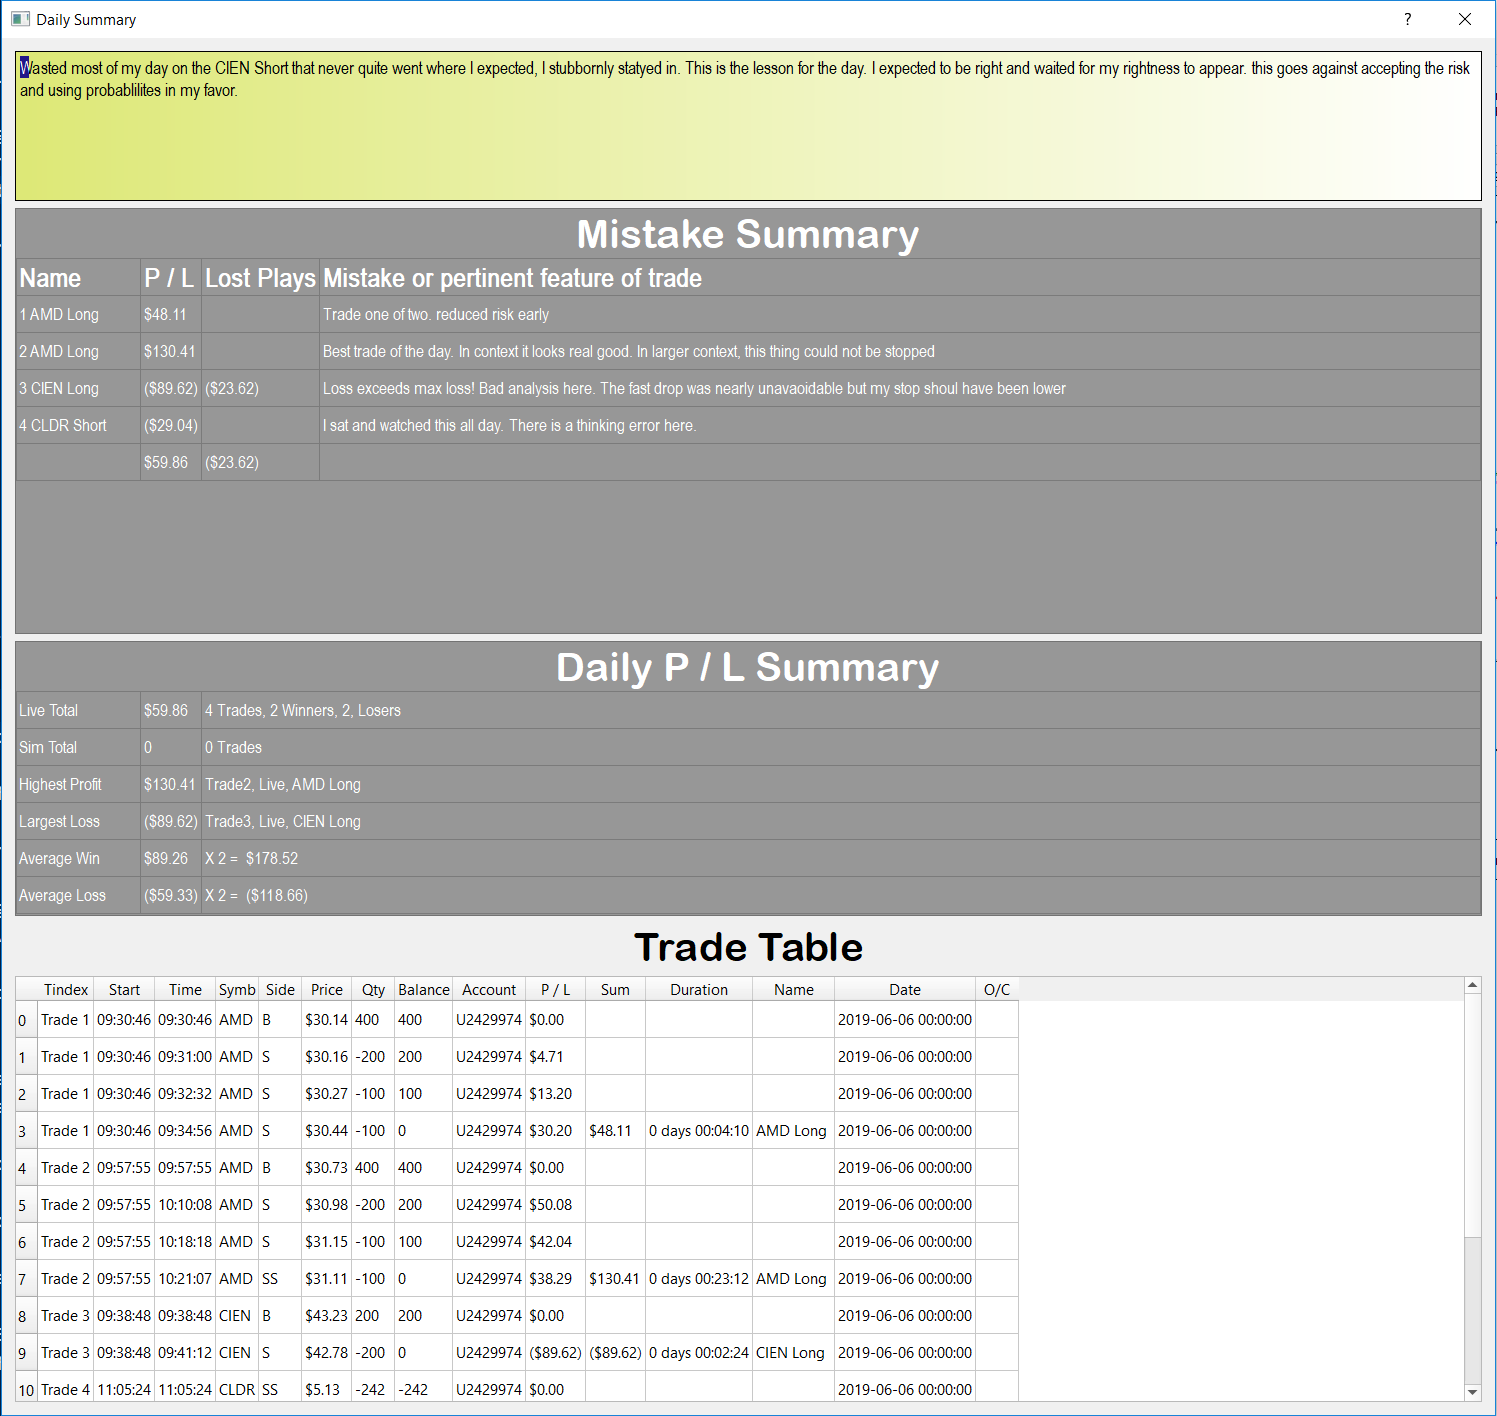 Daily Summary
?
Wasted most of my day on the CIEN Short that never quite went where I expected, I stubbornly statyed in. This is the lesson for the day. I expected to be right and waited for my rightness to appear. this goes against accepting the risk
and using probablilites in my favor.
Mistake Summary
Name P / L Lost Plays Mistake or pertinent feature of trade
1 AMD Long $48.11 Trade one of two. reduced risk early
2 AMD Long $130.41 Best trade of the day. In context it looks real good. In larger context, this thing could not be stopped
3 CIEN Long ($89.62) ($23.62) Loss exceeds max loss! Bad analysis here. The fast drop was nearly unavaoidable but my stop shoul have been lower
4 CLDR Short ($29.04) I sat and watched this all day. There is a thinking error here.
$59.86 ($23.62)
Daily P / L Summary
Live Total $59.86 4 Trades, 2 Winners, 2, Losers
Sim Total 0 0 Trades
Highest Profit $130.41 Trade2, Live, AMD Long
Largest Loss ($89.62) Trade3, Live, CIEN Long
Average Win $89.26 X 2 = $178.52
Average Loss ($59.33) X 2 = ($118.66)
Trade Table
Tindex Start Time Symb Side Price Qty Balance Account P / L Sum Duration Name Date O/C
0 Trade 1 09:30:46 09:30:46 AMD B $30.14 400 400 U2429974 $0.00 2019-06-06 00:00:00
1 Trade 1 09:30:46 09:31:00 AMD S $30.16 -200 200 U2429974 $4.71 2019-06-06 00:00:00
2 Trade 1 09:30:46 09:32:32 AMD S $30.27 -100 100 U2429974 $13.20 2019-06-06 00:00:00
3 Trade 1 09:30:46 09:34:56 AMD S $30.44 -100 0 U2429974 $30.20 $48.11 0 days 00:04:10 AMD Long 2019-06-06 00:00:00
4 Trade 2 09:57:55 09:57:55 AMD B $30.73 400 400 U2429974 $0.00 2019-06-06 00:00:00
5 Trade 2 09:57:55 10:10:08 AMD S $30.98 -200 200 U2429974 $50.08 2019-06-06 00:00:00
6 Trade 2 09:57:55 10:18:18 AMD S $31.15 -100 100 U2429974 $42.04 2019-06-06 00:00:00
7 Trade 2 09:57:55 10:21:07 AMD SS $31.11 -100 0 U2429974 $38.29 $130.41 0 days 00:23:12 AMD Long 2019-06-06 00:00:00
8 Trade 3 09:38:48 09:38:48 CIEN B $43.23 200 200 U2429974 $0.00 2019-06-06 00:00:00
9 Trade 3 09:38:48 09:41:12 CIEN S $42.78 -200 0 U2429974 ($89.62) ($89.62) 0 days 00:02:24 CIEN Long 2019-06-06 00:00:00
10 Trade 4 11:05:24 11:05:24 CLDR SS $5.13 -242 -242 U2429974 $0.00 2019-06-06 00:00:00